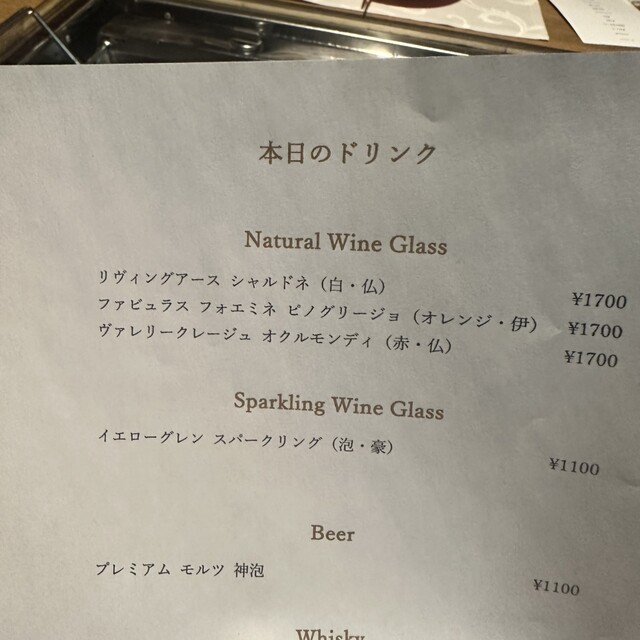 本日のドリンク
Natural Wine Glass
リヴィングアース シャルドネ（白・仏） ¥1700
ファビュラス フォエミネ ピノグリージョ（オレンジ・伊） ¥1700
ヴァレリークレージュ オクルモンディ（赤・仏） ¥1700
Sparkling Wine Glass
イエローグレン スパークリング（泡・豪） ¥1100
Beer
プレミアム モルツ 神泡 ¥1100
Whisky